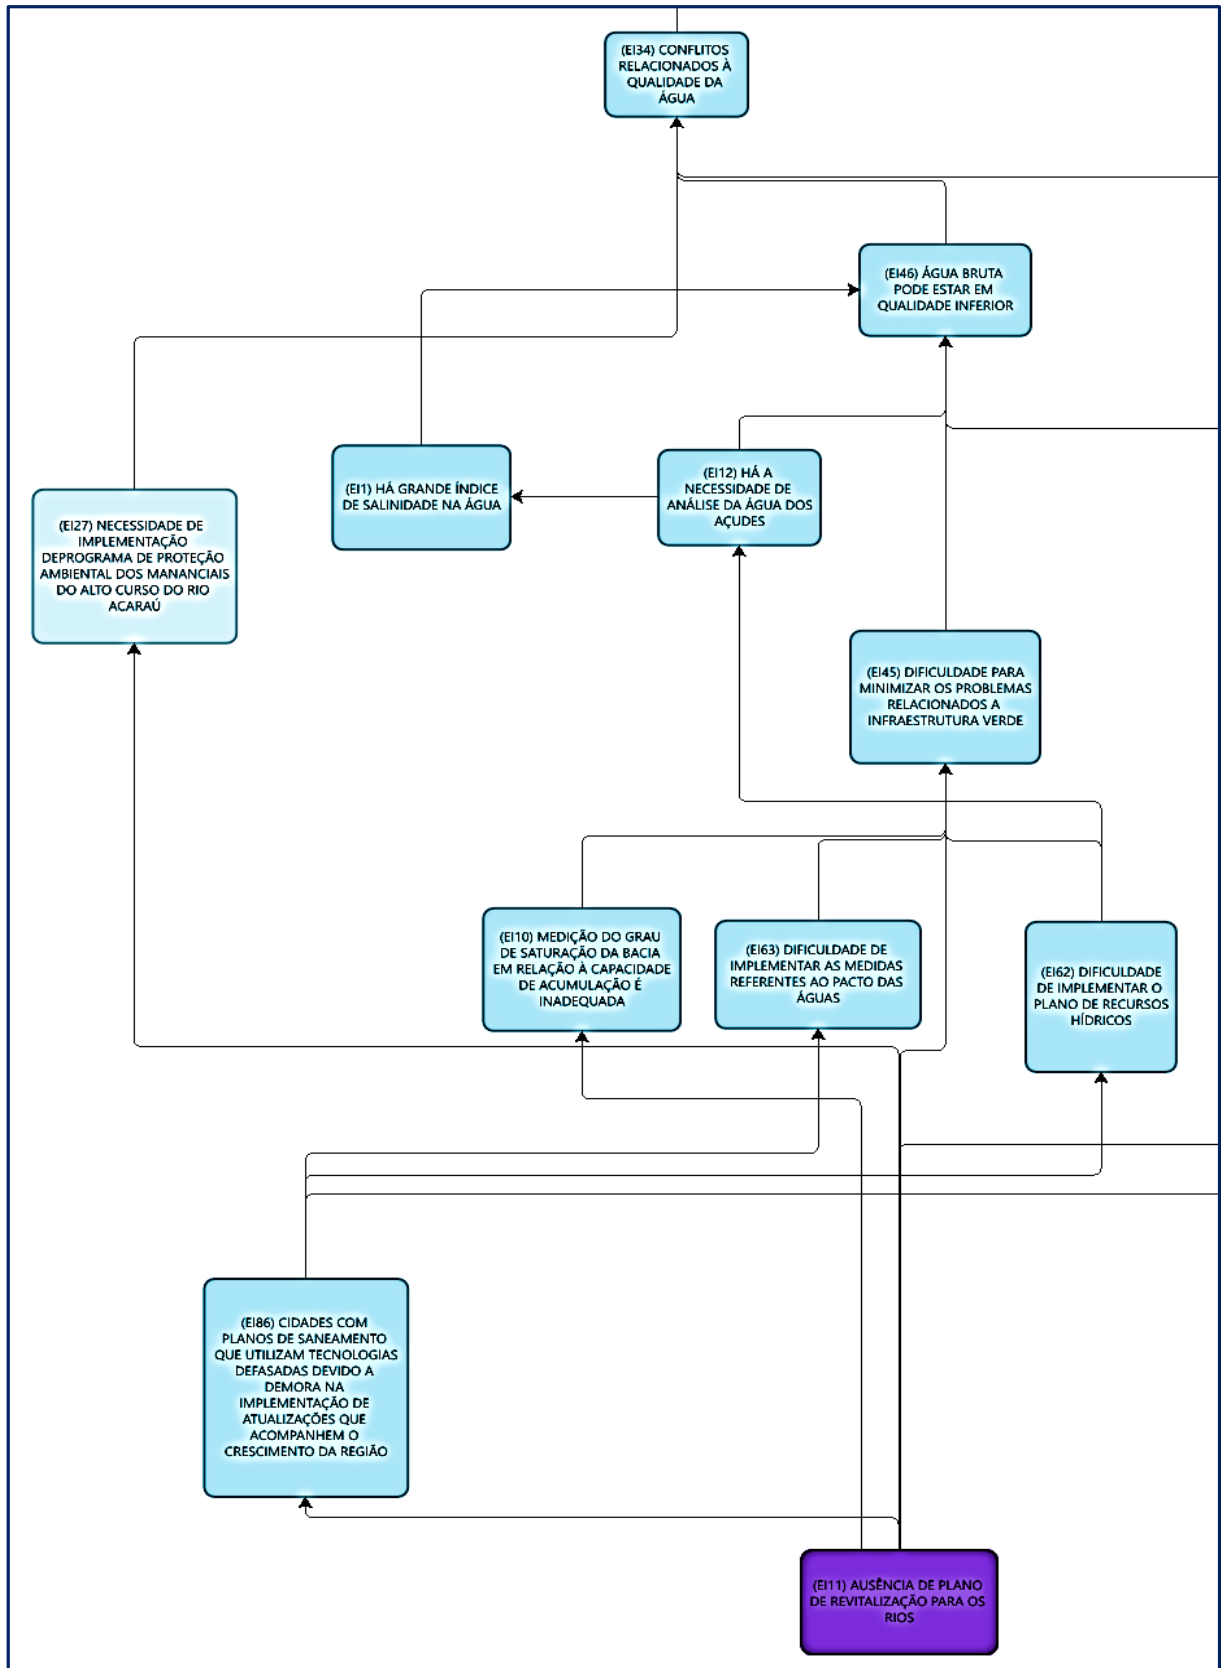 (EI34) CONFLITOS
RELACIONADOS À
QUALIDADE DA
ÁGUA
(EI46) ÁGUA BRUTA
PODE ESTAR EM
QUALIDADE INFERIOR
(EI1) HÁ GRANDE ÍNDICE
DE SALINIDADE NA ÁGUA
(EI12) HÁ A
NECESSIDADE DE
ANÁLISE DA ÁGUA DOS
AÇUDES
(EI27) NECESSIDADE DE
IMPLEMENTAÇÃO
DEPROGRAMA DE PROTEÇÃO
AMBIENTAL DOS MANANCIAIS
DO ALTO CURSO DO RIO
ACARAÚ
(EI45) DIFICULDADE PARA
MINIMIZAR OS PROBLEMAS
RELACIONADOS A
INFRAESTRUTURA VERDE
(EI10) MEDIÇÃO DO GRAU
DE SATURAÇÃO DA BACIA
EM RELAÇÃO À CAPACIDADE
DE ACUMULAÇÃO É
INADEQUADA
(EI63) DIFICULDADE DE
IMPLEMENTAR AS MEDIDAS
REFERENTES AO PACTO DAS
ÁGUAS
(EI62) DIFICULDADE
DE IMPLEMENTAR O
PLANO DE RECURSOS
HÍDRICOS
(EI86) CIDADES COM
PLANOS DE SANEAMENTO
QUE UTILIZAM TECNOLOGIAS
DEFASADAS DEVIDO A
DEMORA NA
IMPLEMENTAÇÃO DE
ATUALIZAÇÕES QUE
ACOMPANHEM O
CRESCIMENTO DA REGIÃO
(EI11) AUSÊNCIA DE PLANO
DE REVITALIZAÇÃO PARA OS
RIOS